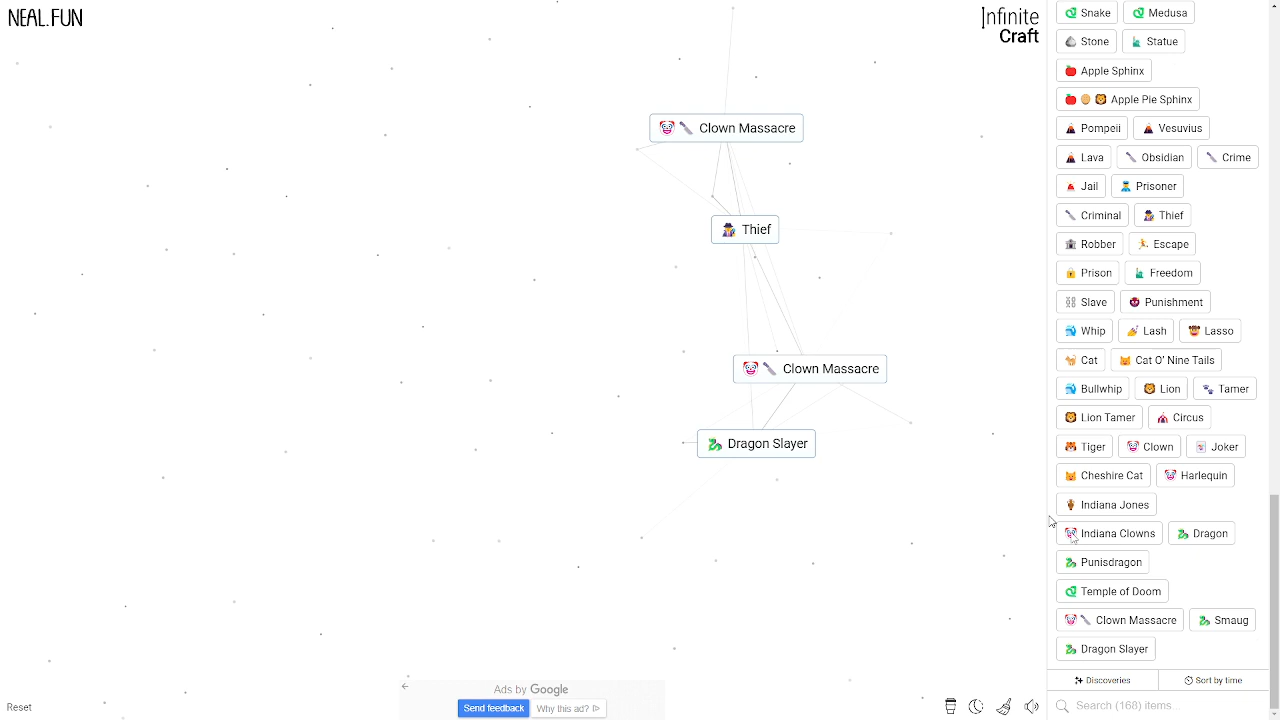 NEAL.FUN
Infinite
Craft
Clown Massacre
Thief
Clown Massacre
Dragon Slayer
Snake
Medusa
Stone
Statue
Apple Sphinx
Apple Pie Sphinx
Pompeii
Vesuvius
Lava
Obsidian
Crime
Jail
Prisoner
Criminal
Thief
Robber
Escape
Prison
Freedom
Slave
Punishment
Whip
Lash
Lasso
Cat
Cat O' Nine Tails
Bullwhip
Lion
Tamer
Lion Tamer
Circus
Tiger
Clown
Joker
Cheshire Cat
Harlequin
Indiana Jones
Indiana Clowns
Dragon
Punisdragon
Temple of Doom
Clown Massacre
Smaug
Dragon Slayer
Discoveries
Sort by time
Search (168) items...
Reset
Ads by Google
Send feedback
Why this ad?